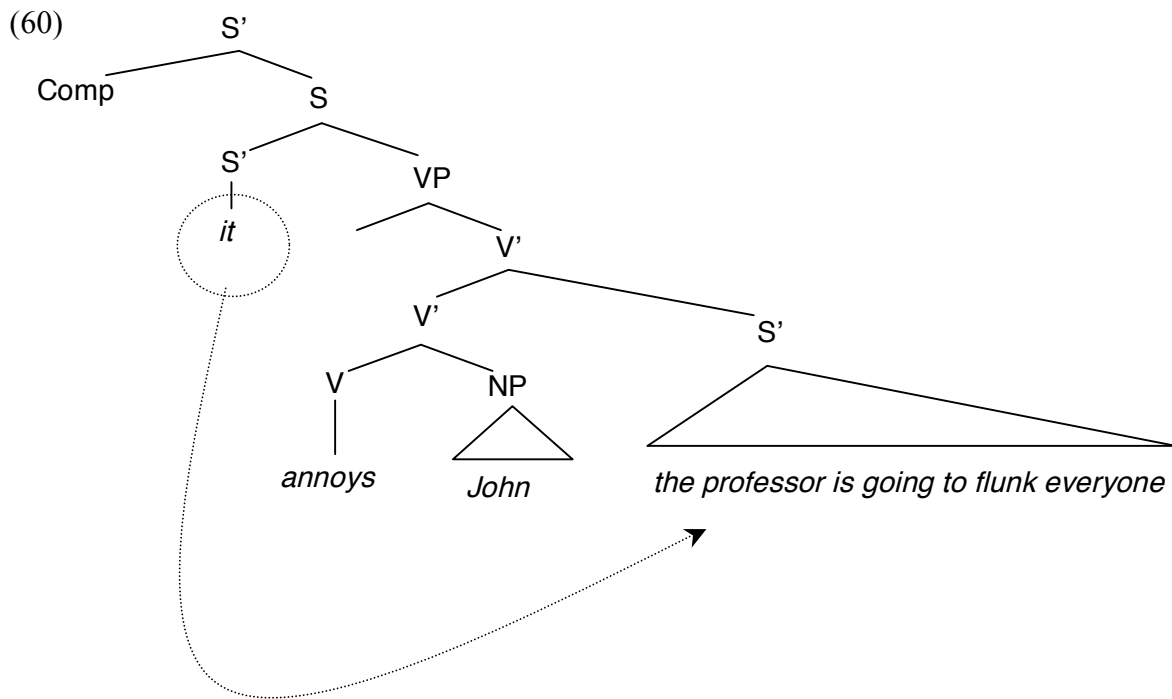 (60)
S'
Comp
S
S'
VP
it
V'
V'
S'
V
NP
annoys
John
the professor is going to flunk everyone